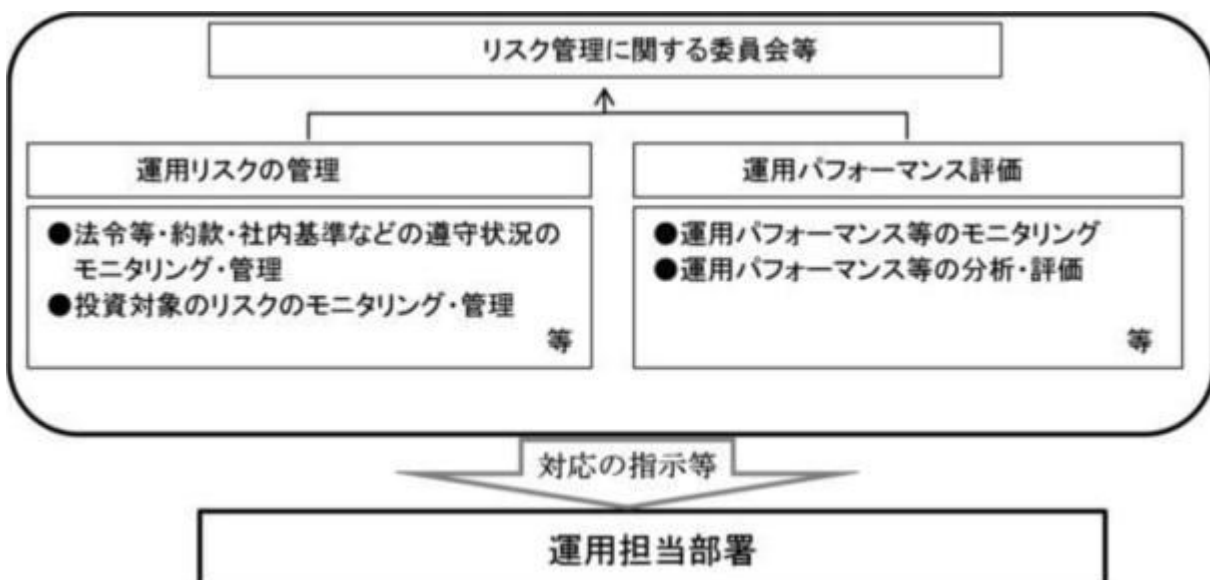 リスク管理に関する委員会等
運用リスクの管理
●法令等・約款・社内基準などの遵守状況の
モニタリング・管理
●投資対象のリスクのモニタリング・管理
等
運用パフォーマンス評価
●運用パフォーマンス等のモニタリング
●運用パフォーマンス等の分析・評価
等
対応の指示等
運用担当部署